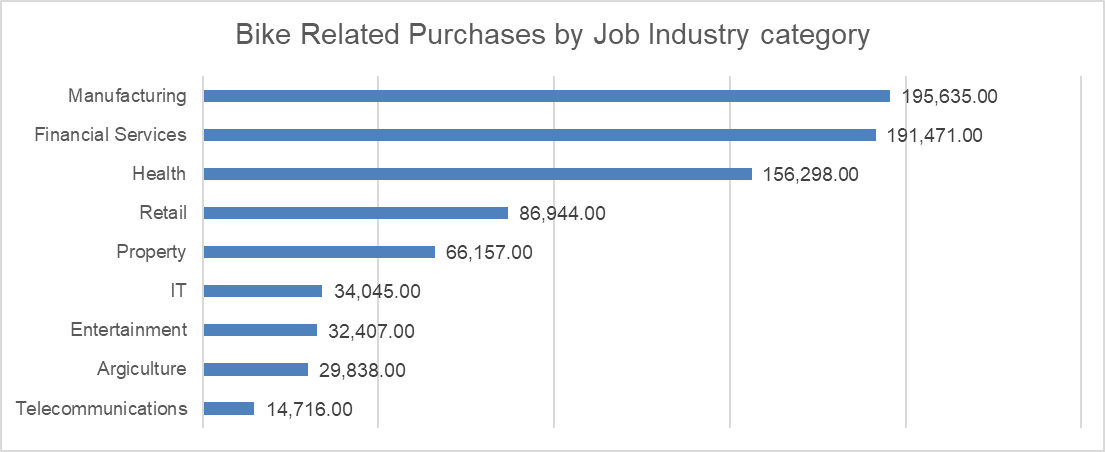 Bike Related Purchases by Job Industry category
Manufacturing 195,635.00
Financial Services 191,471.00
Health 156,298.00
Retail 86,944.00
Property 66,157.00
IT 34,045.00
Entertainment 32,407.00
Argiculture 29,838.00
Telecommunications 14,716.00